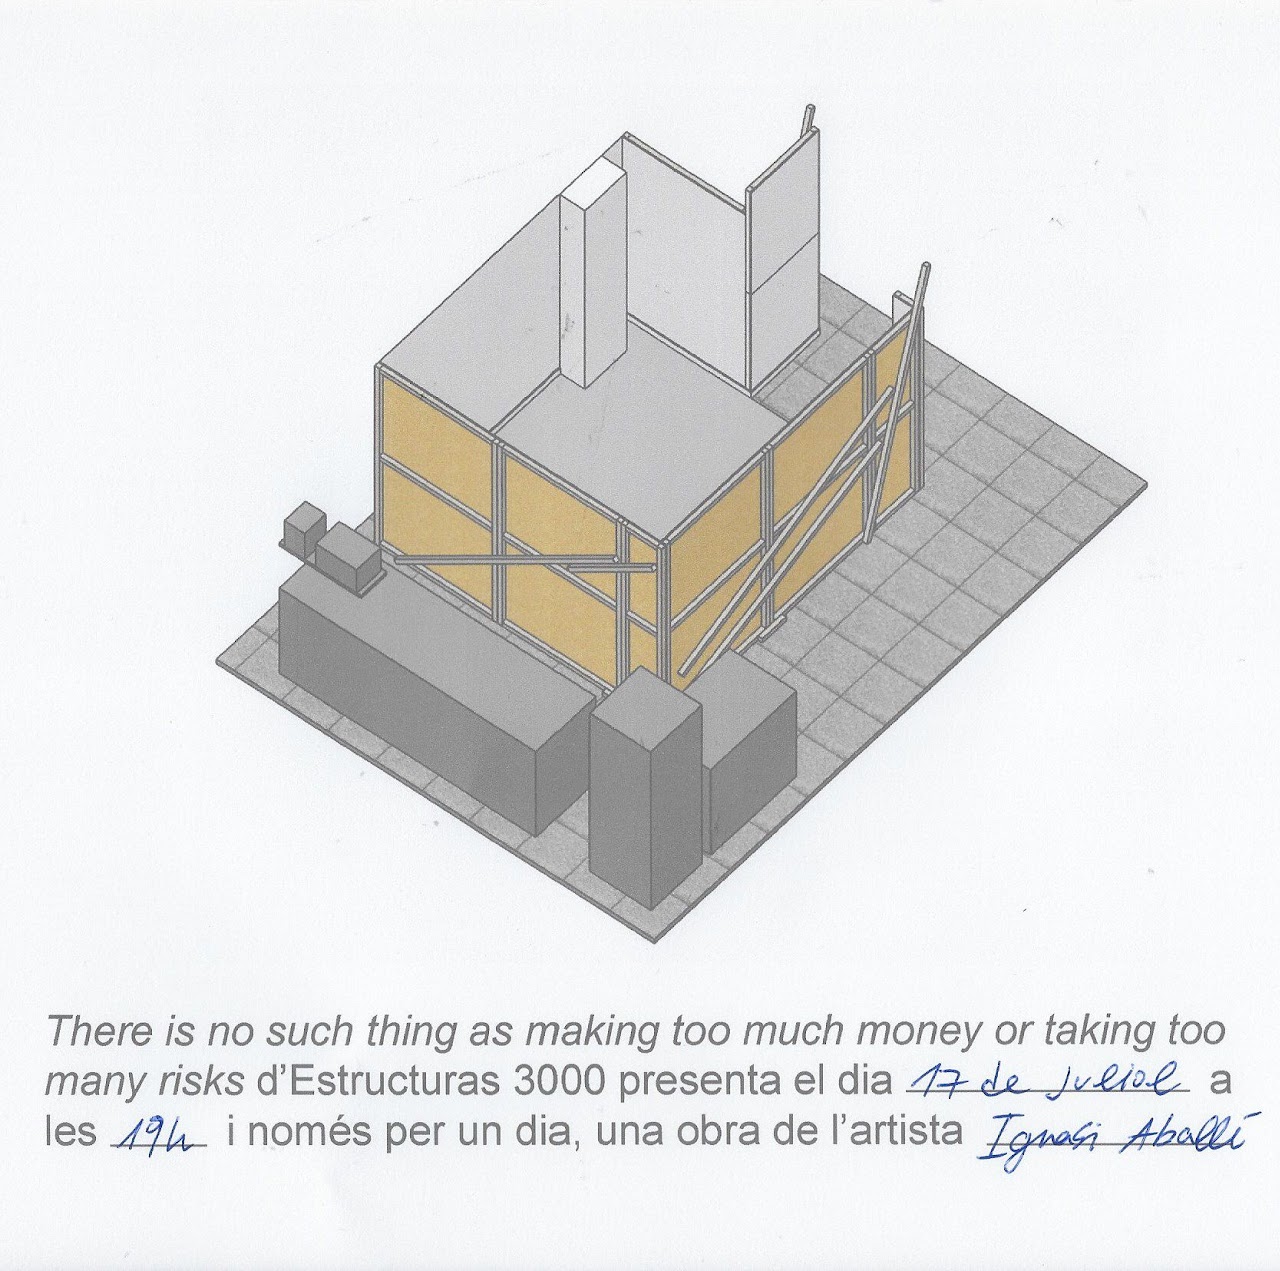 There is no such thing as making too much money or taking too
many risks d’Estructuras 3000 presenta el dia 17 de juliol a
les 19h i només per un dia, una obra de l’artista Ignasi Aballí